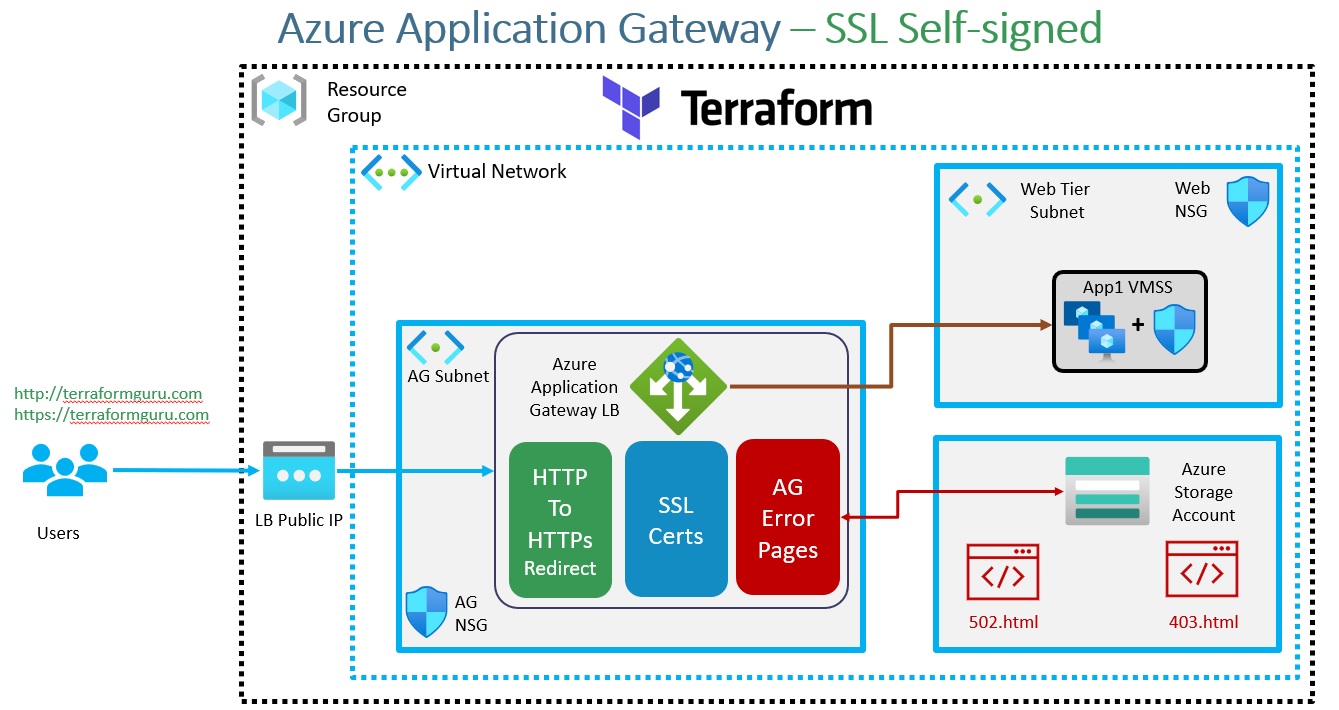 Azure Application Gateway – SSL Self-signed
Resource
Group
Terraform
Virtual Network
Web Tier
Subnet
Web
NSG
App1 VMSS
+
AG Subnet
Azure
Application
Gateway LB
http://terraformguru.com
https://terraformguru.com
Users
LB Public IP
HTTP
To
HTTPs
Redirect
SSL
Certs
AG
Error
Pages
AG
NSG
Azure
Storage
Account
502.html
403.html